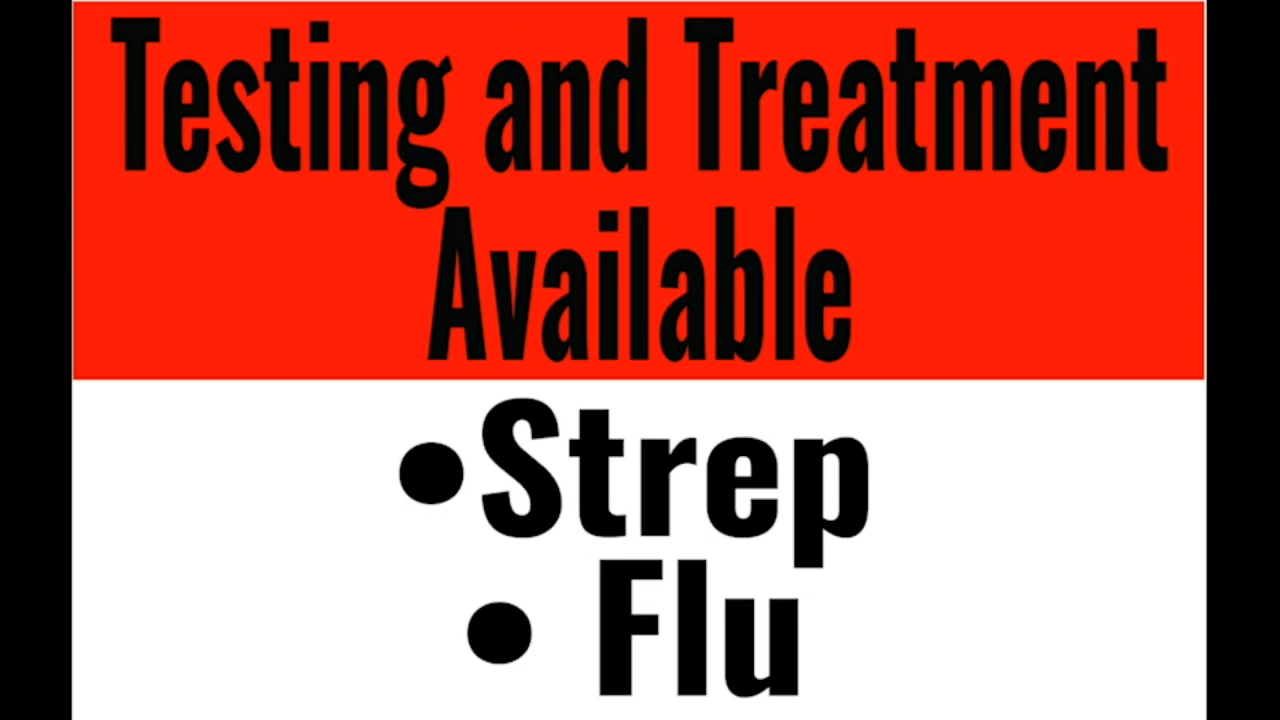 Testing and Treatment
Available
•Strep
• Flu